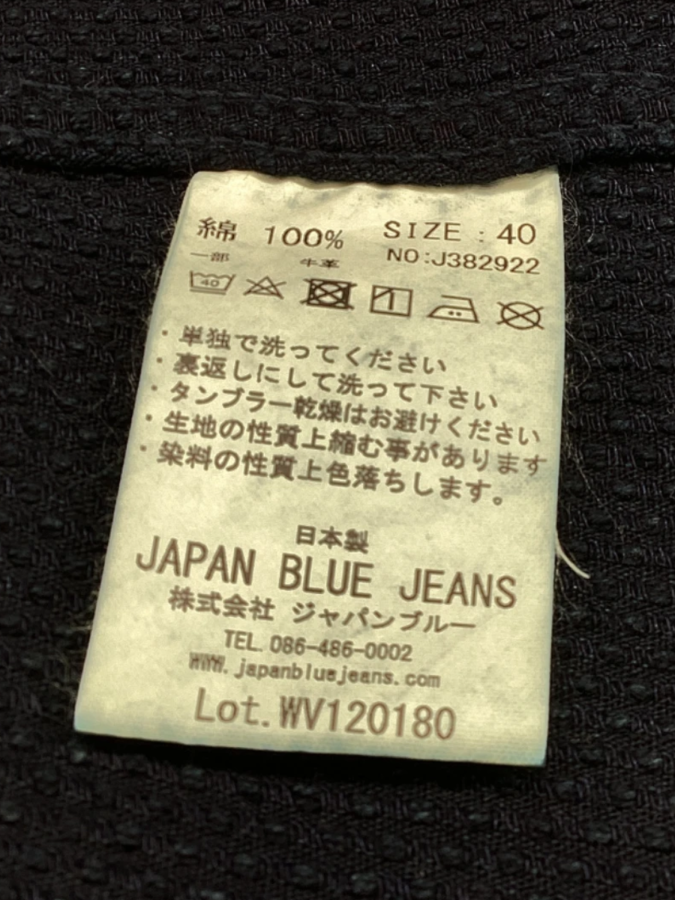 綿 100% SIZE : 40
一部 牛革 NO:J382922
40
・単独で洗ってください
・裏返しにして洗って下さい
・タンブラー乾燥はお避けください
・生地の性質上縮む事があります
・染料の性質上色落ちします。
日本製
JAPAN BLUE JEANS
株式会社 ジャパンブルー
TEL. 086-486-0002
WWW.japanbluejeans.com
Lot.WV120180